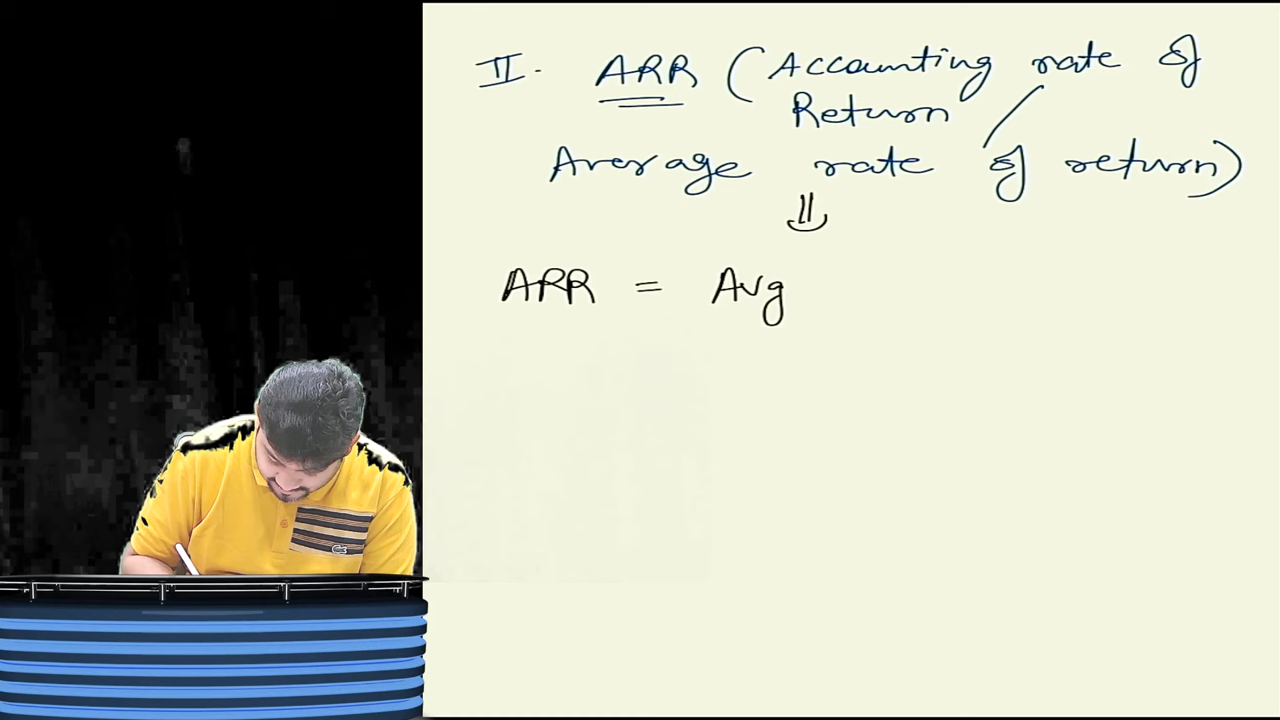 II. ARR (Accounting rate of
Return /
Average rate of return)
ARR = Avg